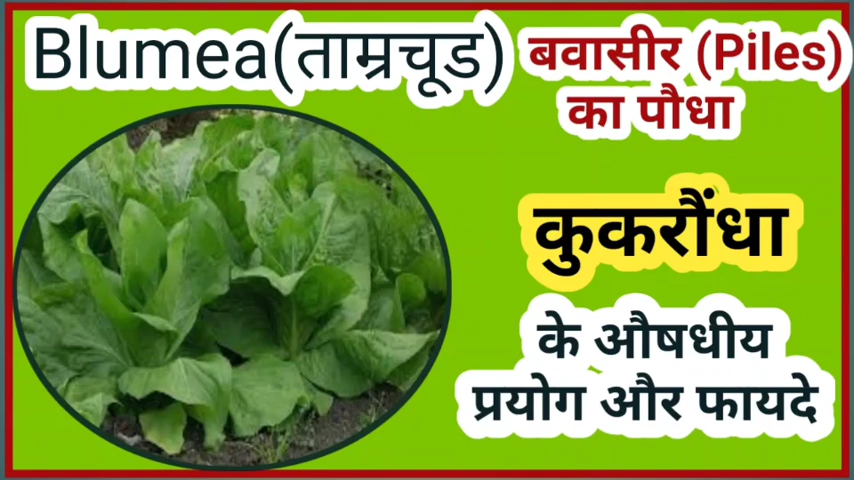 Blumea(ताम्रचूड) बवासीर (Piles)
का पौधा
कुकरौंधा
के औषधीय
प्रयोग और फायदे